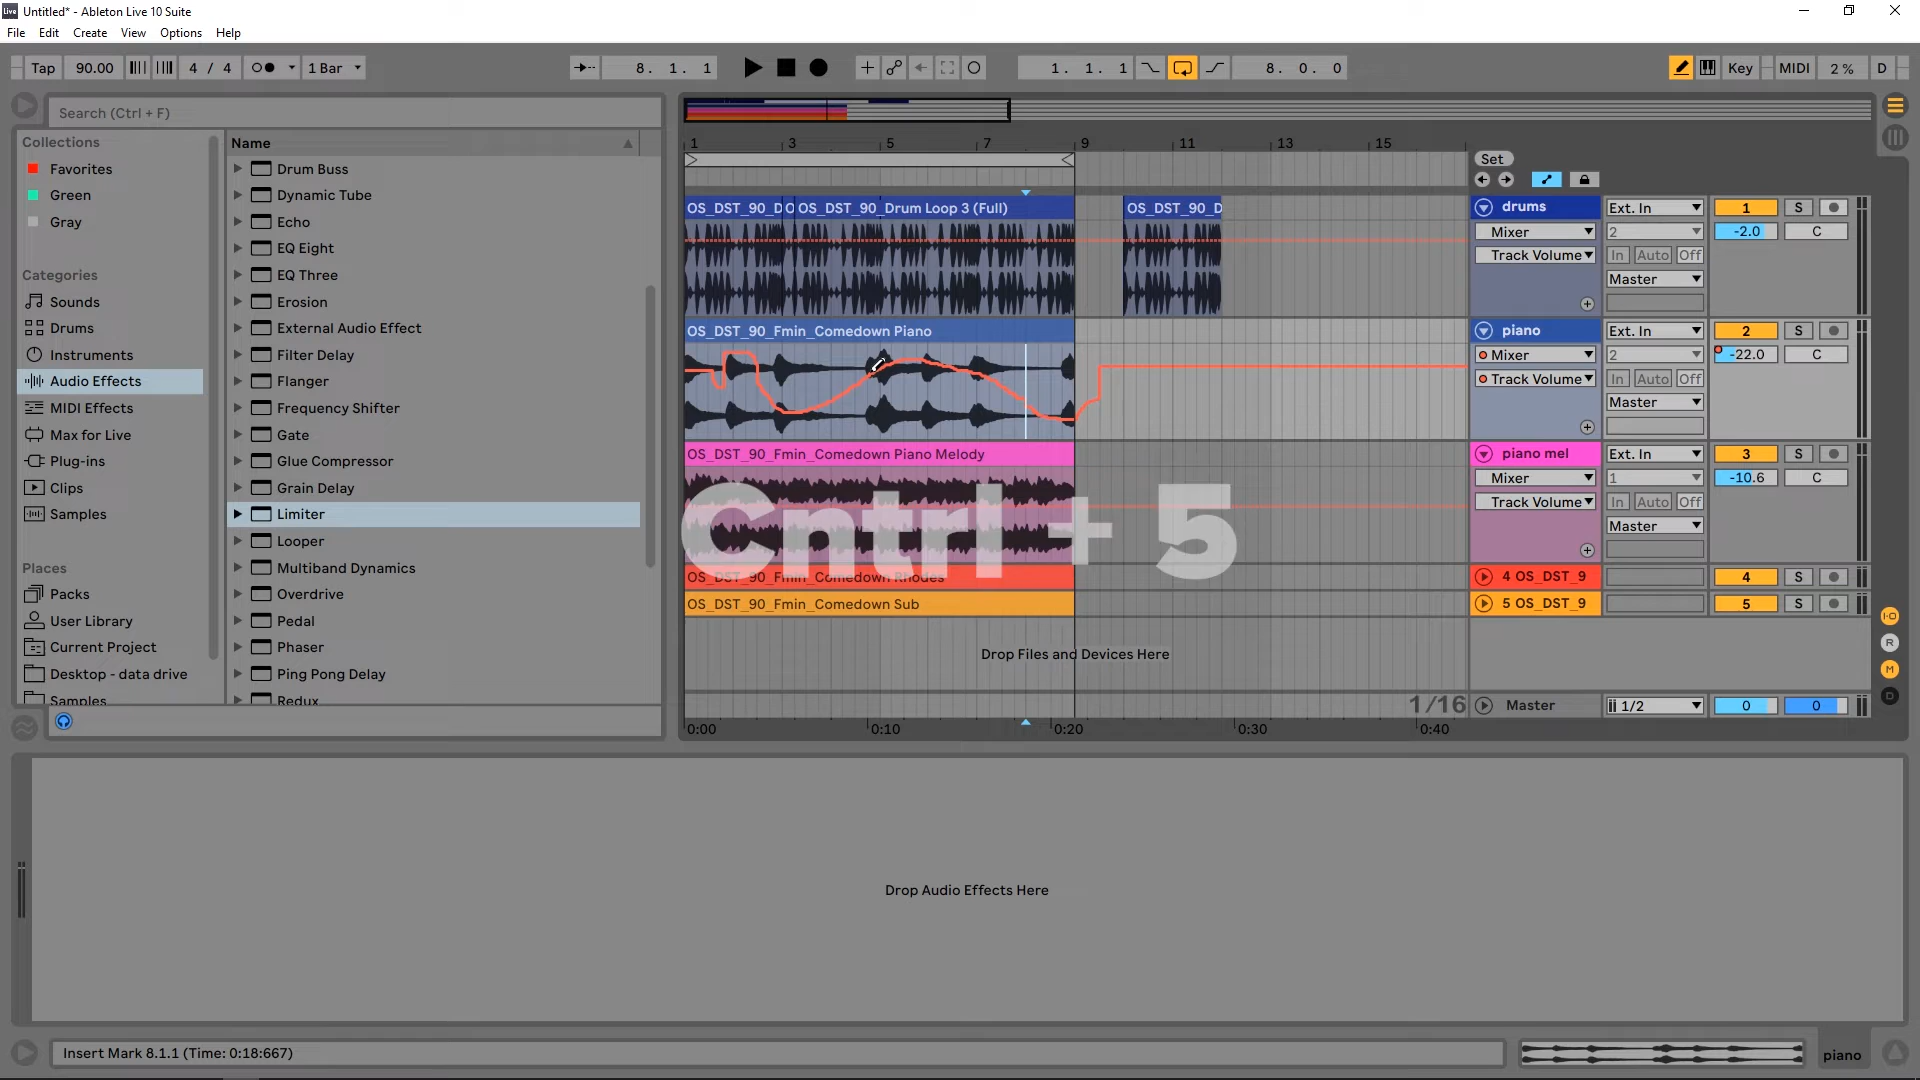 Untitled* - Ableton Live 10 Suite
File Edit Create View Options Help
Tap 90.00 4 / 4 1 Bar 8. 1. 1 1. 1. 1 8. 0. 0 Key MIDI 2 % D
Search (Ctrl + F)
Collections
Favorites
Green
Gray
Categories
Sounds
Drums
Instruments
Audio Effects
MIDI Effects
Max for Live
Plug-ins
Clips
Samples
Places
Packs
User Library
Current Project
Desktop - data drive
Samples
Name
Drum Buss
Dynamic Tube
Echo
EQ Eight
EQ Three
Erosion
External Audio Effect
Filter Delay
Flanger
Frequency Shifter
Gate
Glue Compressor
Grain Delay
Limiter
Looper
Multiband Dynamics
Overdrive
Pedal
Phaser
Ping Pong Delay
Redux
1 3 5 7 9 11 13 15
Set
OS_DST_90_D O OS_DST_90_Drum Loop 3 (Full) OS_DST_90_D
drums Ext. In 1 S
Mixer 2 -2.0 C
Track Volume In Auto Off
Master
OS_DST_90_Fmin_Comedown Piano
piano Ext. In 2 S
Mixer 2 -22.0 C
Track Volume In Auto Off
Master
OS_DST_90_Fmin_Comedown Piano Melody
piano mel Ext. In 3 S
Mixer 1 -10.6 C
Track Volume In Auto Off
Master
Cntrl + 5
OS_DST_90_Fmin_Comedown Rhodes
4 OS_DST_9 4 S
OS_DST_90_Fmin_Comedown Sub
5 OS_DST_9 5 S
Drop Files and Devices Here
1/16 Master 1/2 0 0
0:00 0:10 0:20 0:30 0:40
I-O
R
M
D
Drop Audio Effects Here
Insert Mark 8.1.1 (Time: 0:18:667)
piano